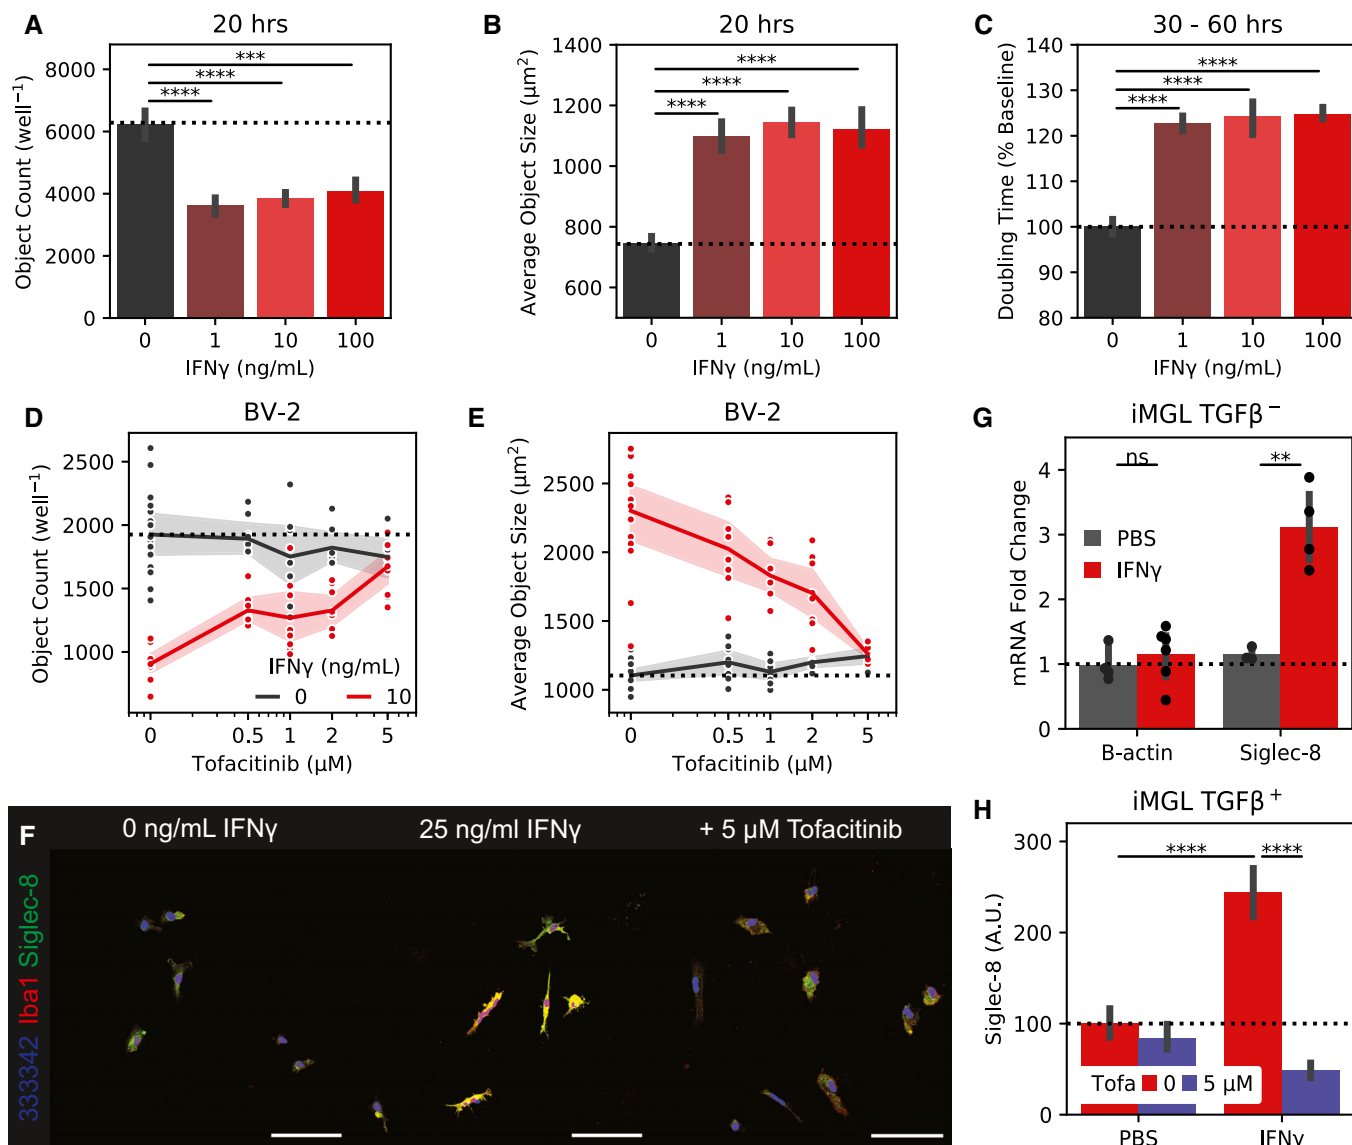 A
20 hrs
Object Count (well⁻¹)
8000
6000
4000
2000
0
***
****
****
0 1 10 100
IFNγ (ng/mL)
B
20 hrs
Average Object Size (μm²)
1400
1200
1000
800
600
****
****
****
0 1 10 100
IFNγ (ng/mL)
C
30 - 60 hrs
Doubling Time (% Baseline)
140
130
120
110
100
90
80
****
****
****
0 1 10 100
IFNγ (ng/mL)
D
BV-2
Object Count (well⁻¹)
2500
2000
1500
1000
IFNγ (ng/mL)
0 10
0 0.5 1 2 5
Tofacitinib (μM)
E
BV-2
Average Object Size (μm²)
2500
2000
1500
1000
0 0.5 1 2 5
Tofacitinib (μM)
G
iMGL TGFβ⁻
mRNA Fold Change
4
3
2
1
0
ns
**
PBS
IFNγ
B-actin Siglec-8
F
0 ng/mL IFNγ
25 ng/ml IFNγ
+ 5 μM Tofacitinib
333342 Iba1 Siglec-8
H
iMGL TGFβ⁺
Siglec-8 (A.U.)
300
200
100
0
**** ****
Tofa 0 5 μM
PBS IFNγ